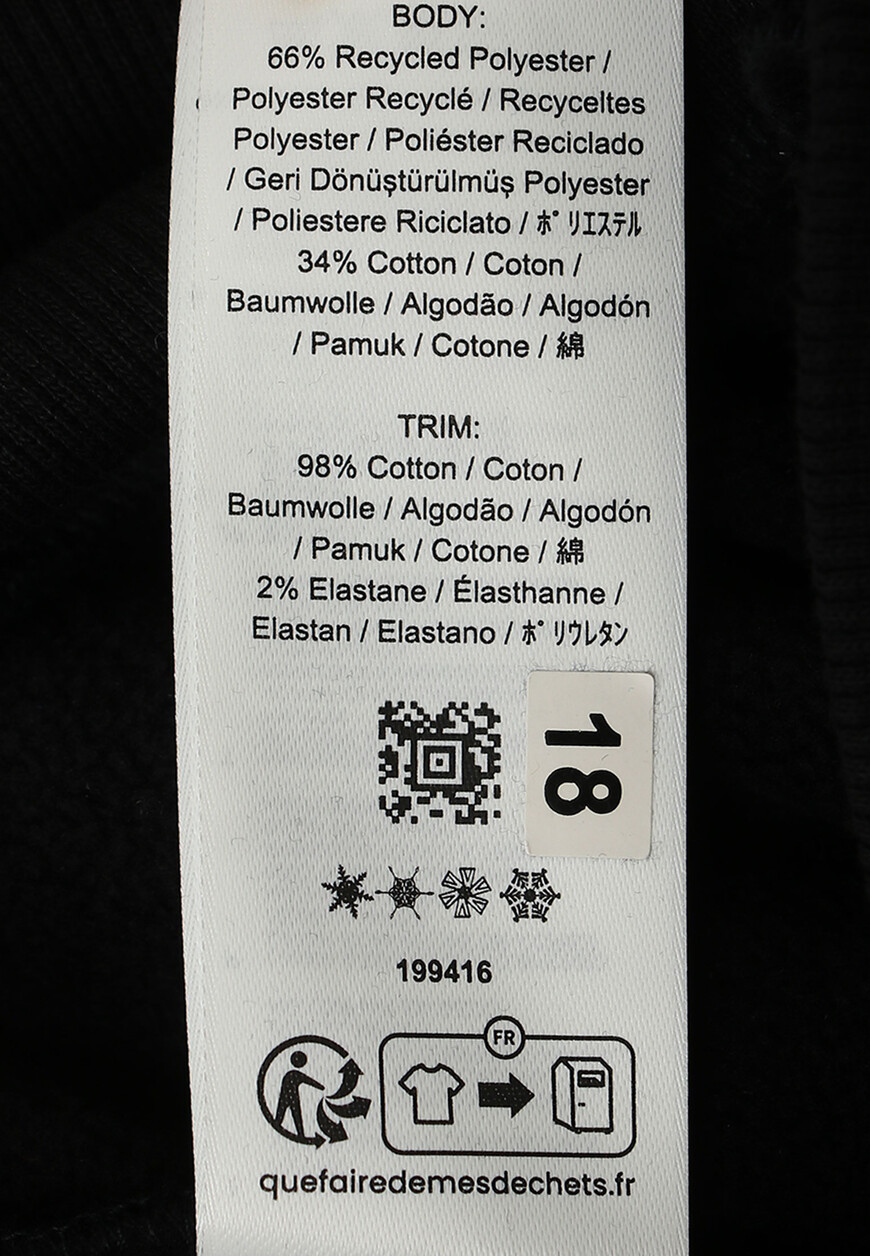 BODY:
66% Recycled Polyester /
Polyester Recyclé / Recyceltes
Polyester / Poliéster Reciclado
/ Geri Dönüştürülmüş Polyester
/ Poliestere Riciclato / ﾎﾟﾘｴｽﾃﾙ
34% Cotton / Coton /
Baumwolle / Algodão / Algodón
/ Pamuk / Cotone / 綿
TRIM:
98% Cotton / Coton /
Baumwolle / Algodão / Algodón
/ Pamuk / Cotone / 綿
2% Elastane / Élasthanne /
Elastan / Elastano / ﾎﾟﾘｳﾚﾀﾝ
18
199416
FR
quefairedemesdechets.fr